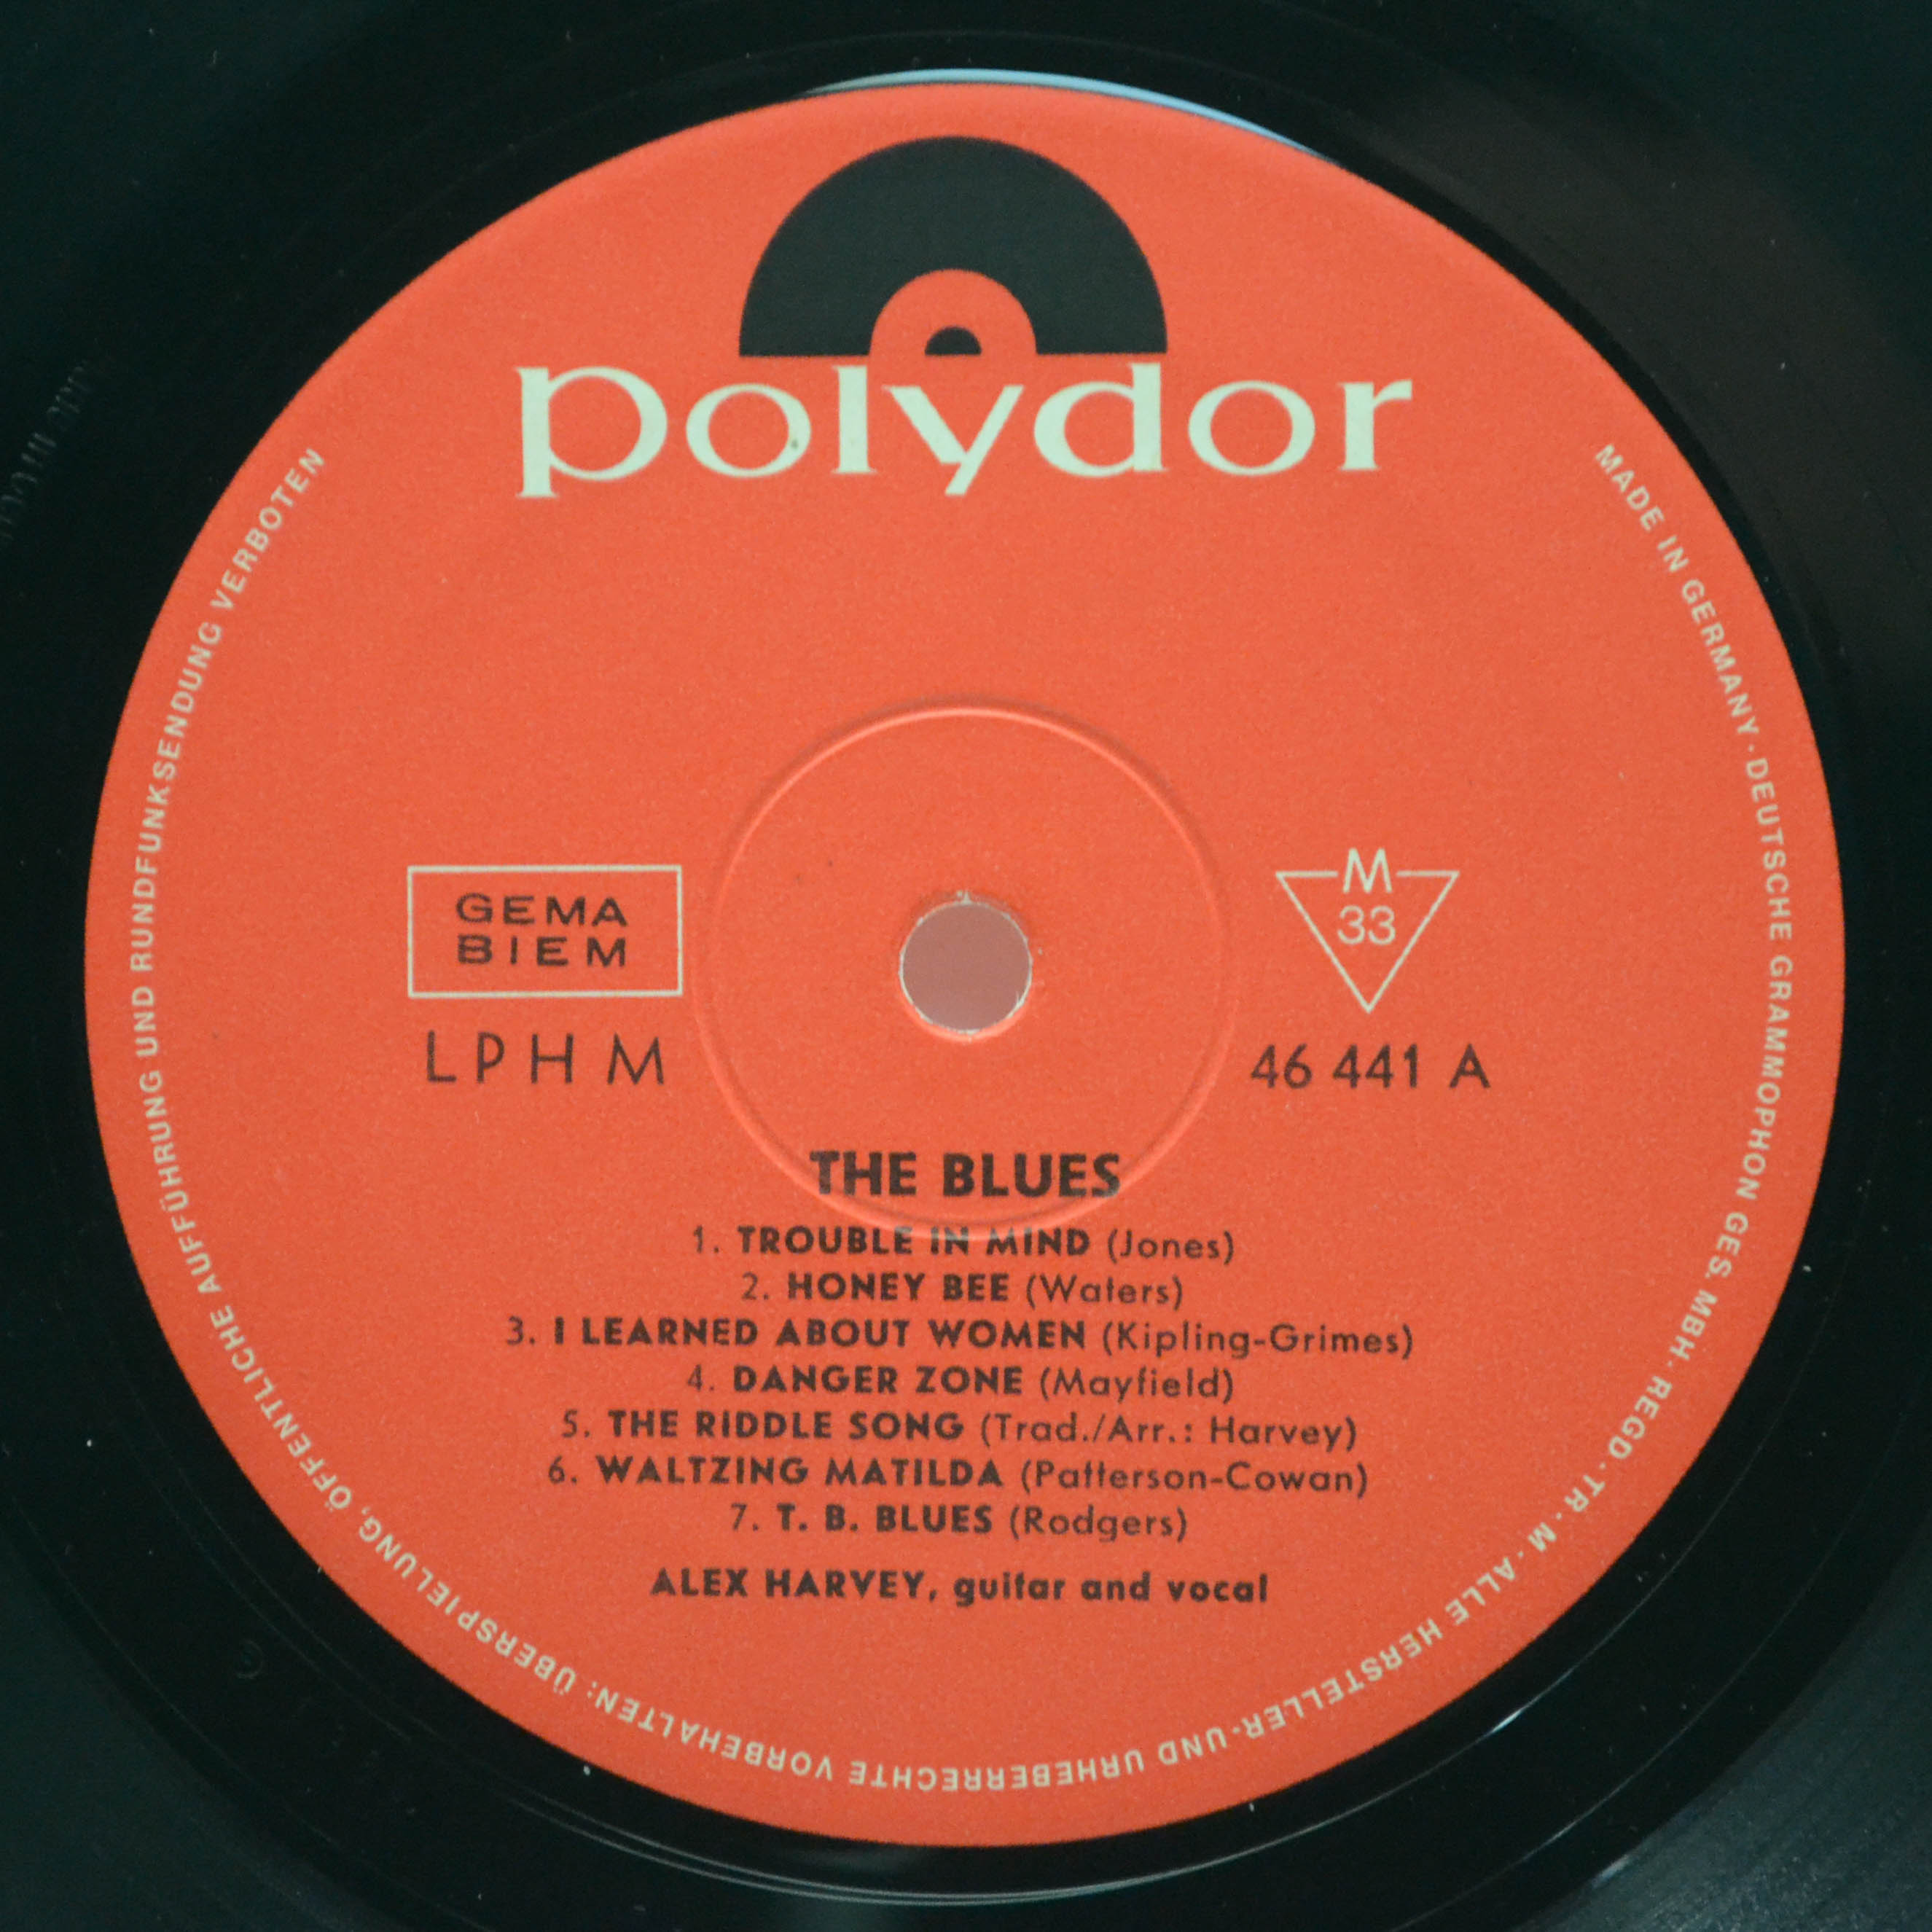 polydor
MADE IN GERMANY · DEUTSCHE GRAMMOPHON GES. MBH. REGD. TR. M · ALLE HERSTELLER-UND URHEBERRECHTE VORBEHALTEN: ÜBERSPIELUNG, ÖFFENTLICHE AUFFÜHRUNG UND RUNDFUNKSENDUNG VERBOTEN
GEMA
BIEM
M
33
LPHM
46 441 A
THE BLUES
1. TROUBLE IN MIND (Jones)
2. HONEY BEE (Waters)
3. I LEARNED ABOUT WOMEN (Kipling-Grimes)
4. DANGER ZONE (Mayfield)
5. THE RIDDLE SONG (Trad./Arr.: Harvey)
6. WALTZING MATILDA (Patterson-Cowan)
7. T. B. BLUES (Rodgers)
ALEX HARVEY, guitar and vocal